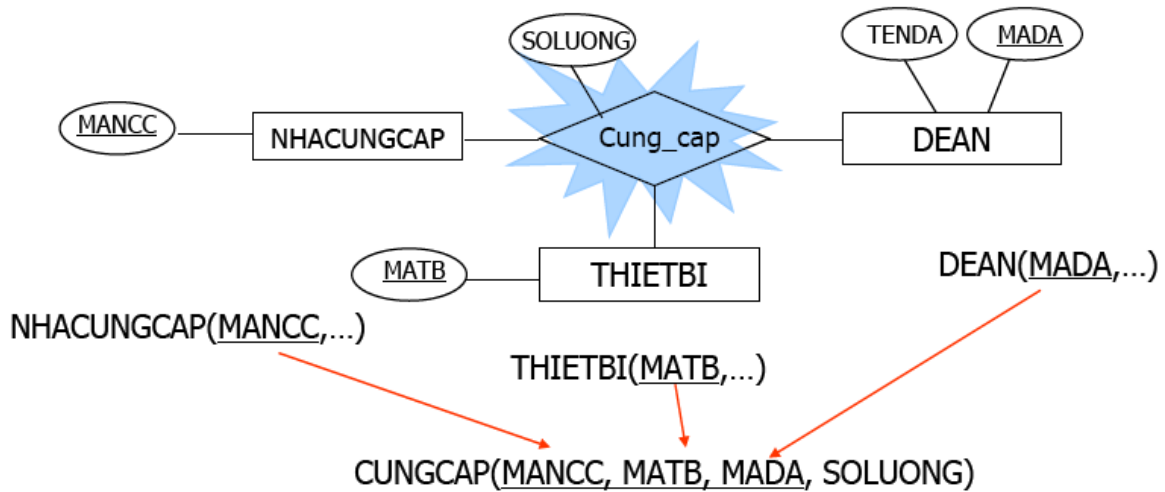 SOLUONG
TENDA
MADA
MANCC
NHACUNGCAP
Cung_cap
DEAN
MATB
THIETBI
DEAN(MADA,...)
NHACUNGCAP(MANCC,...)
THIETBI(MATB,...)
CUNGCAP(MANCC, MATB, MADA, SOLUONG)